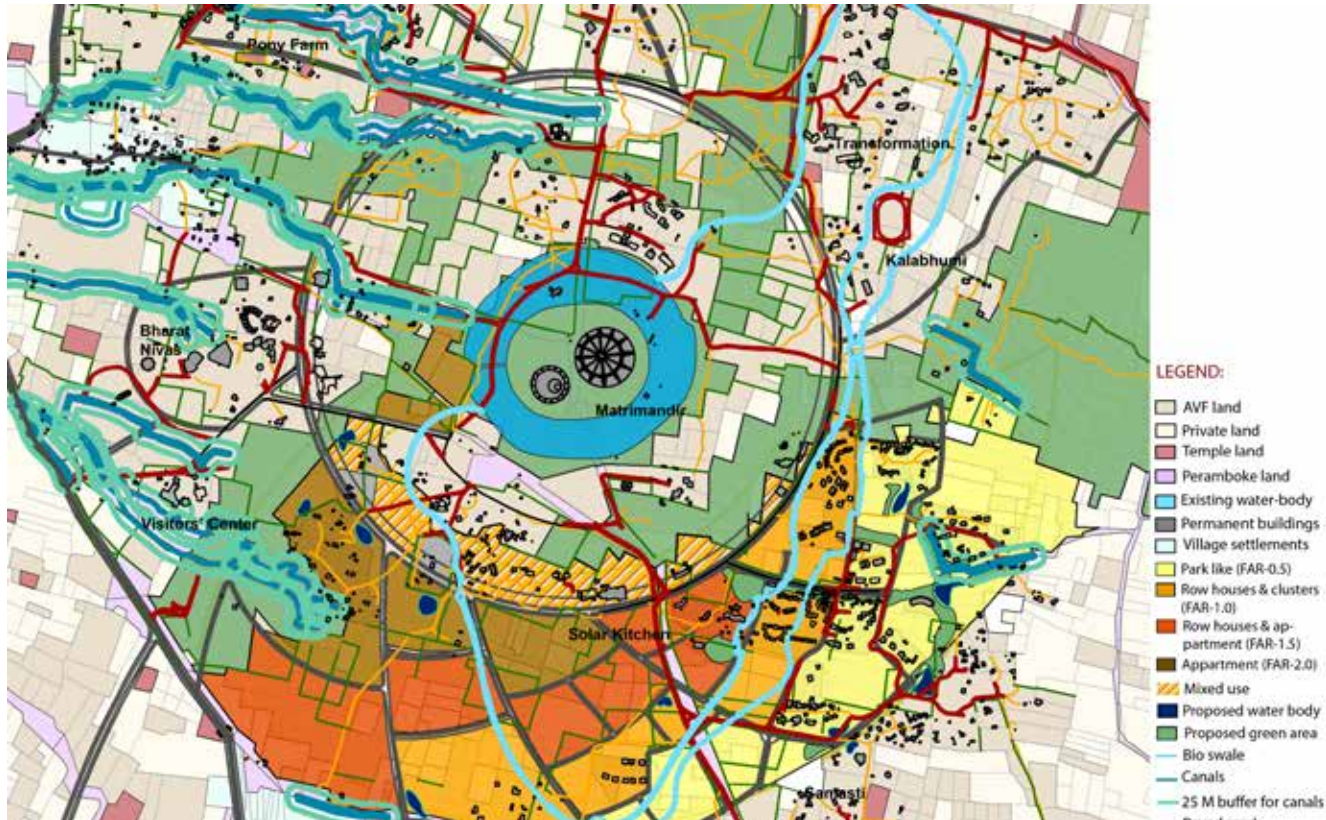 Pony Farm
Transformation
Kalabhumi
Bharat
Nivas
Matrimandir
Visitors' Center
Solar Kitchen
Samasti
LEGEND:
AVF land
Private land
Temple land
Peramboke land
Existing water-body
Permanent buildings
Village settlements
Park like (FAR-0.5)
Row houses & clusters
(FAR-1.0)
Row houses & ap-
partment (FAR-1.5)
Appartment (FAR-2.0)
Mixed use
Proposed water body
Proposed green area
Bio swale
Canals
25 M buffer for canals